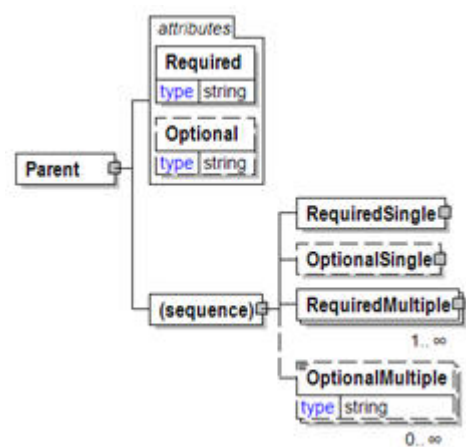 attributes
Required
type string
Optional
type string
Parent
RequiredSingle
OptionalSingle
(sequence)
RequiredMultiple
1.. ∞
OptionalMultiple
type string
0.. ∞